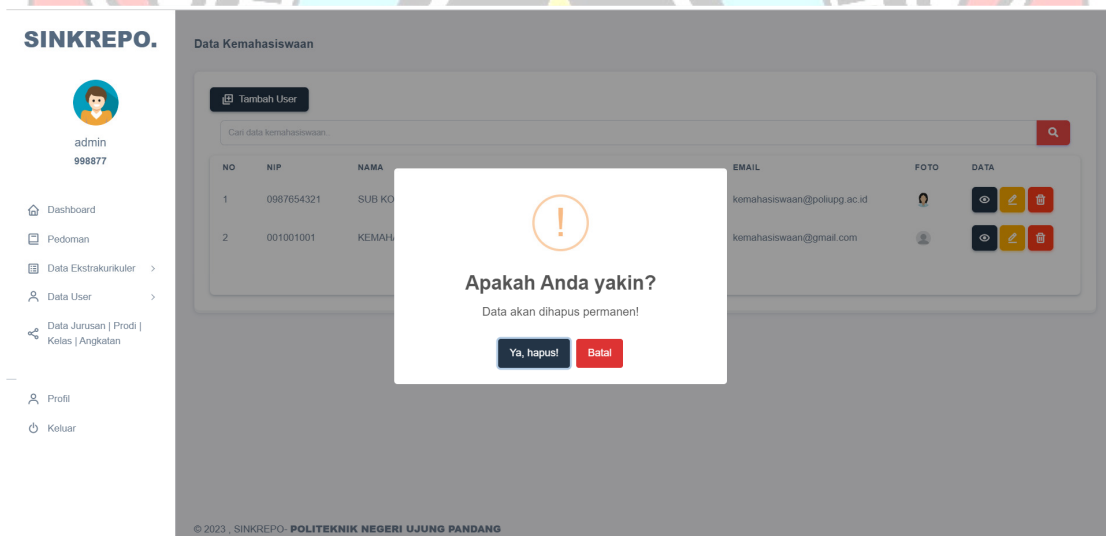 SINKREPO.
admin
998877
Dashboard
Pedoman
Data Ekstrakurikuler
Data User
Data Jurusan | Prodi |
Kelas | Angkatan
Profil
Keluar
Data Kemahasiswaan
Tambah User
Cari data kemahasiswaan..
NO NIP NAMA EMAIL FOTO DATA
1 0987654321 SUB KO kemahasiswaan@poliupg.ac.id
2 001001001 KEMAHA kemahasiswaan@gmail.com
Apakah Anda yakin?
Data akan dihapus permanen!
Ya, hapus! Batal
© 2023 , SINKREPO- POLITEKNIK NEGERI UJUNG PANDANG